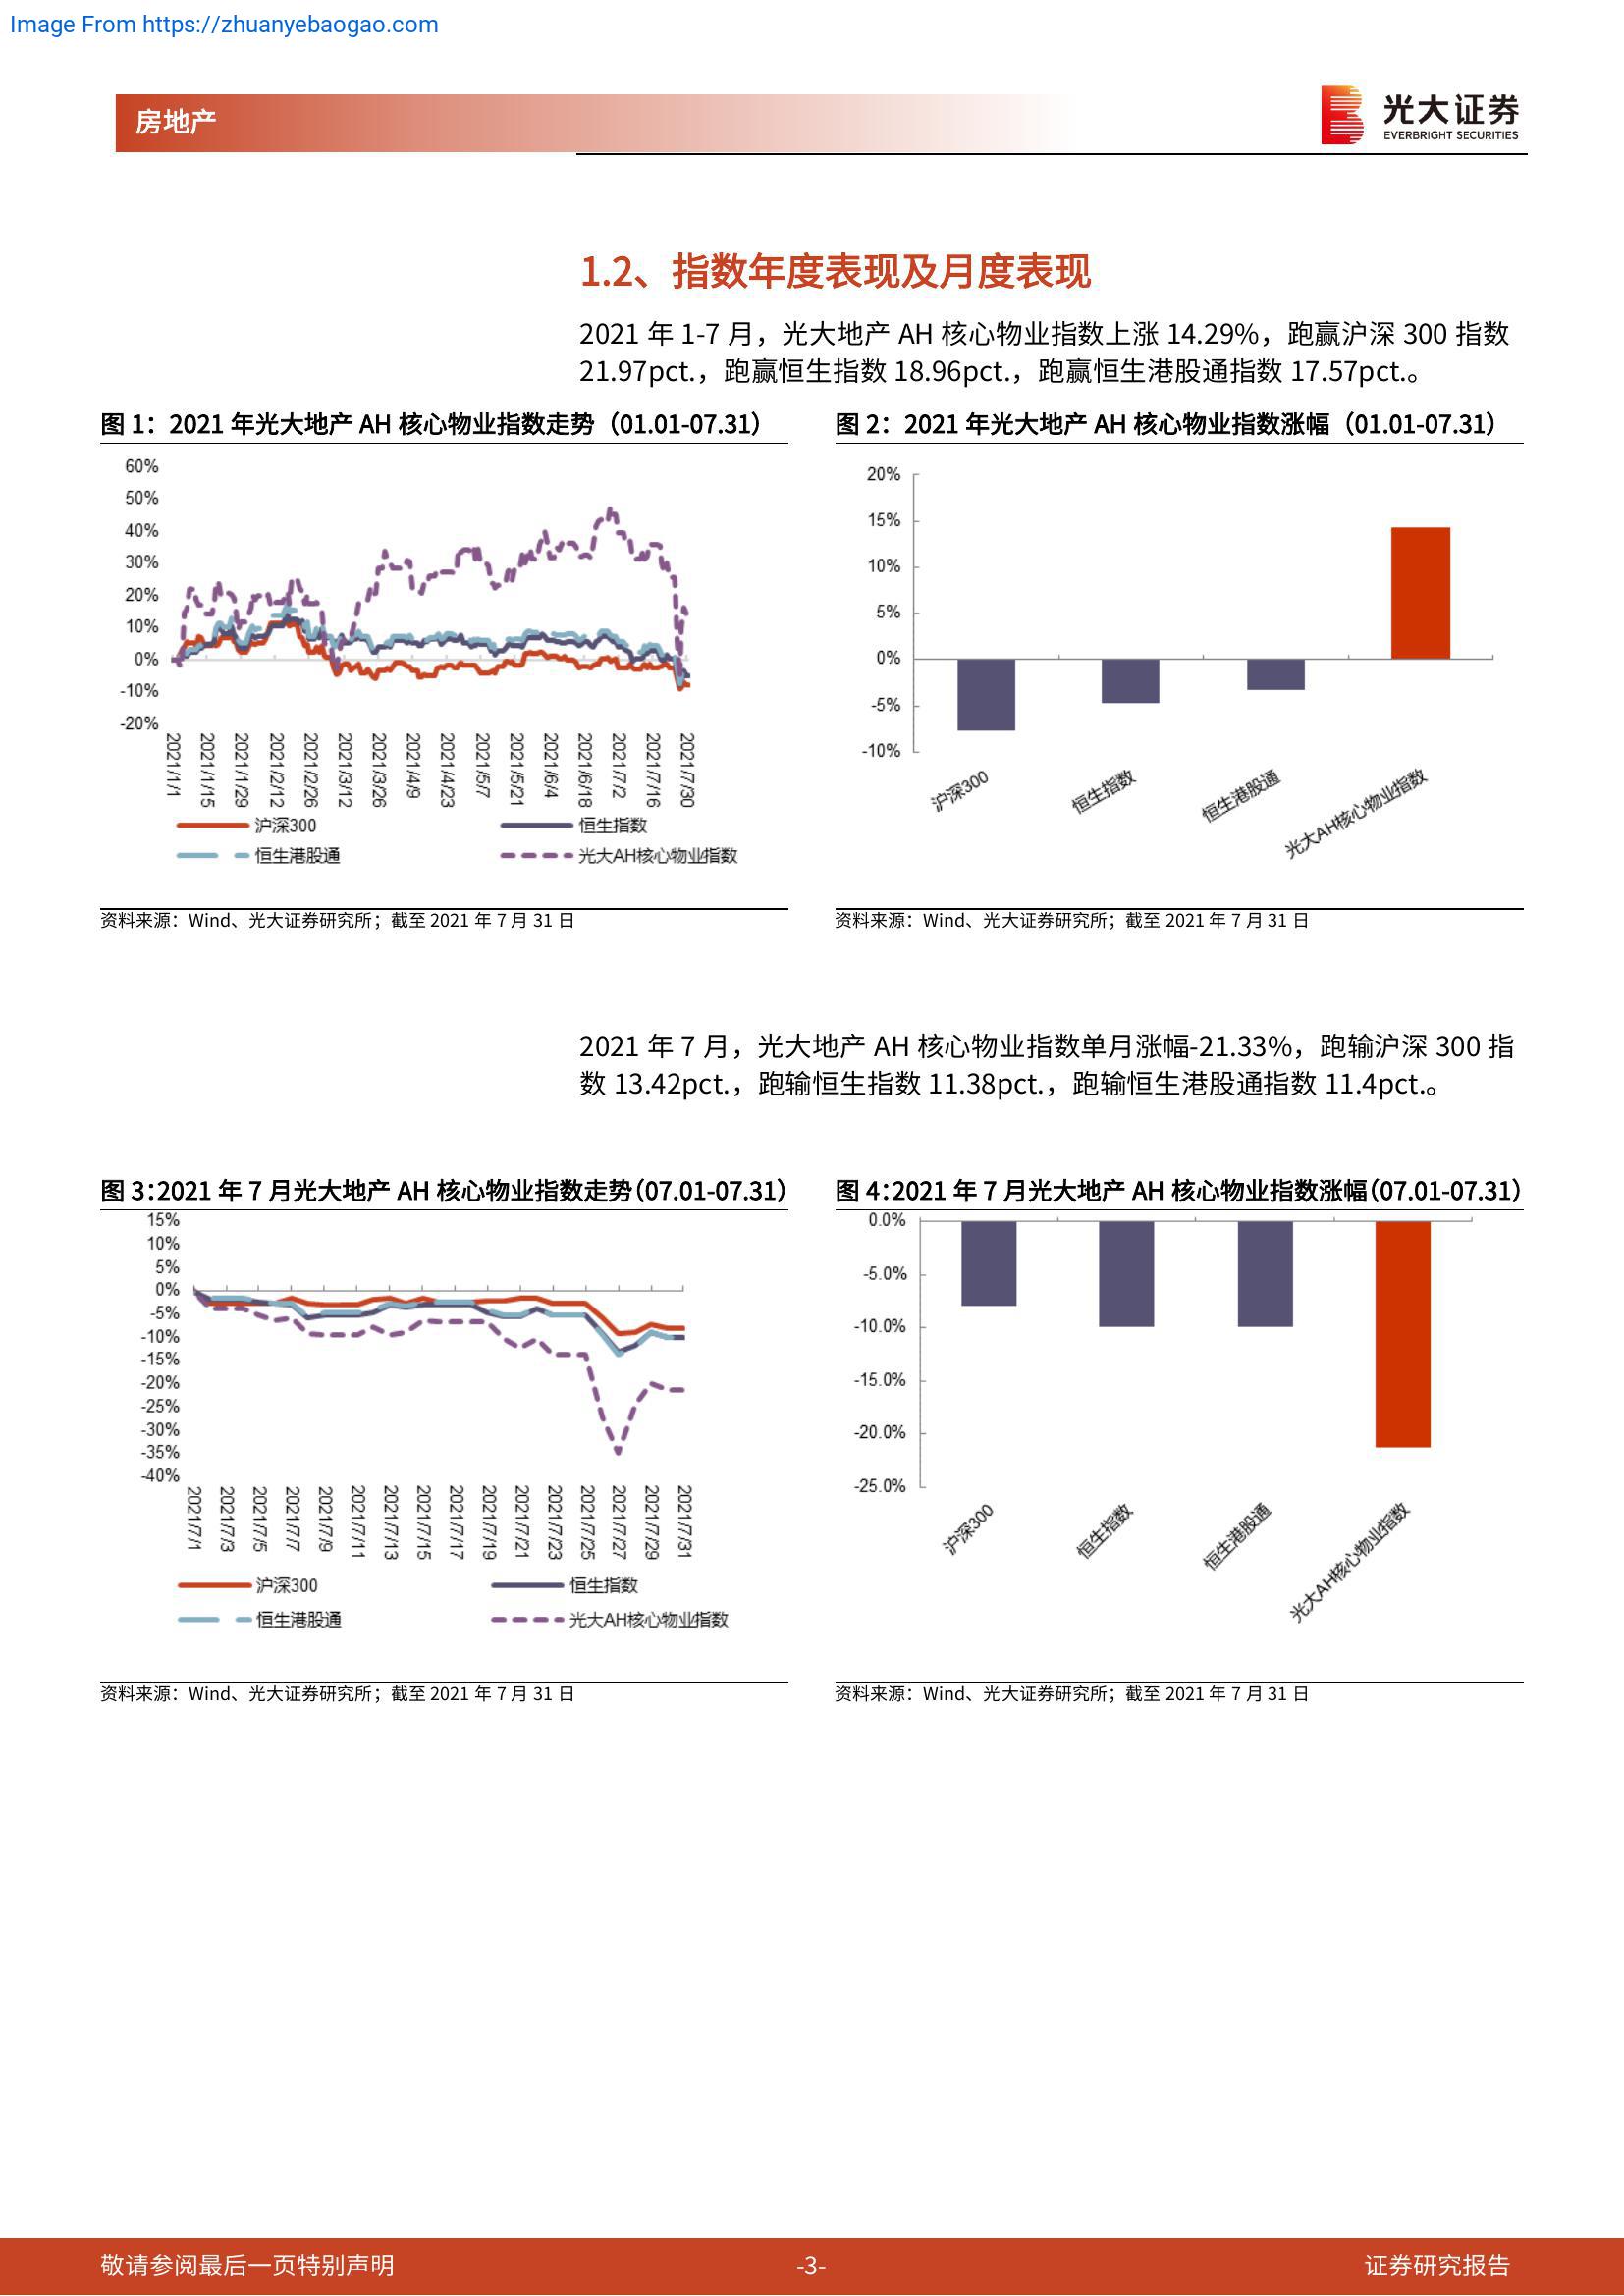 Image From https://zhuanyebaogao.com
房地产
光大证券
EVERBRIGHT SECURITIES
1.2、指数年度表现及月度表现
2021 年 1-7 月，光大地产 AH 核心物业指数上涨 14.29%，跑赢沪深 300 指数
21.97pct.，跑赢恒生指数 18.96pct.，跑赢恒生港股通指数 17.57pct.。
图 1：2021 年光大地产 AH 核心物业指数走势（01.01-07.31）
60%
50%
40%
30%
20%
10%
0%
-10%
-20%
2021/1/1
2021/1/15
2021/1/29
2021/2/12
2021/2/26
2021/3/12
2021/3/26
2021/4/9
2021/4/23
2021/5/7
2021/5/21
2021/6/4
2021/6/18
2021/7/2
2021/7/16
2021/7/30
沪深300
恒生指数
恒生港股通
光大AH核心物业指数
资料来源：Wind、光大证券研究所；截至 2021 年 7 月 31 日
图 2：2021 年光大地产 AH 核心物业指数涨幅（01.01-07.31）
20%
15%
10%
5%
0%
-5%
-10%
沪深300
恒生指数
恒生港股通
光大AH核心物业指数
资料来源：Wind、光大证券研究所；截至 2021 年 7 月 31 日
2021 年 7 月，光大地产 AH 核心物业指数单月涨幅-21.33%，跑输沪深 300 指
数 13.42pct.，跑输恒生指数 11.38pct.，跑输恒生港股通指数 11.4pct.。
图 3：2021 年 7 月光大地产 AH 核心物业指数走势（07.01-07.31）
15%
10%
5%
0%
-5%
-10%
-15%
-20%
-25%
-30%
-35%
-40%
2021/7/1
2021/7/3
2021/7/5
2021/7/7
2021/7/9
2021/7/11
2021/7/13
2021/7/15
2021/7/17
2021/7/19
2021/7/21
2021/7/23
2021/7/25
2021/7/27
2021/7/29
2021/7/31
沪深300
恒生指数
恒生港股通
光大AH核心物业指数
资料来源：Wind、光大证券研究所；截至 2021 年 7 月 31 日
图 4：2021 年 7 月光大地产 AH 核心物业指数涨幅（07.01-07.31）
0.0%
-5.0%
-10.0%
-15.0%
-20.0%
-25.0%
沪深300
恒生指数
恒生港股通
光大AH核心物业指数
资料来源：Wind、光大证券研究所；截至 2021 年 7 月 31 日
敬请参阅最后一页特别声明
-3-
证券研究报告